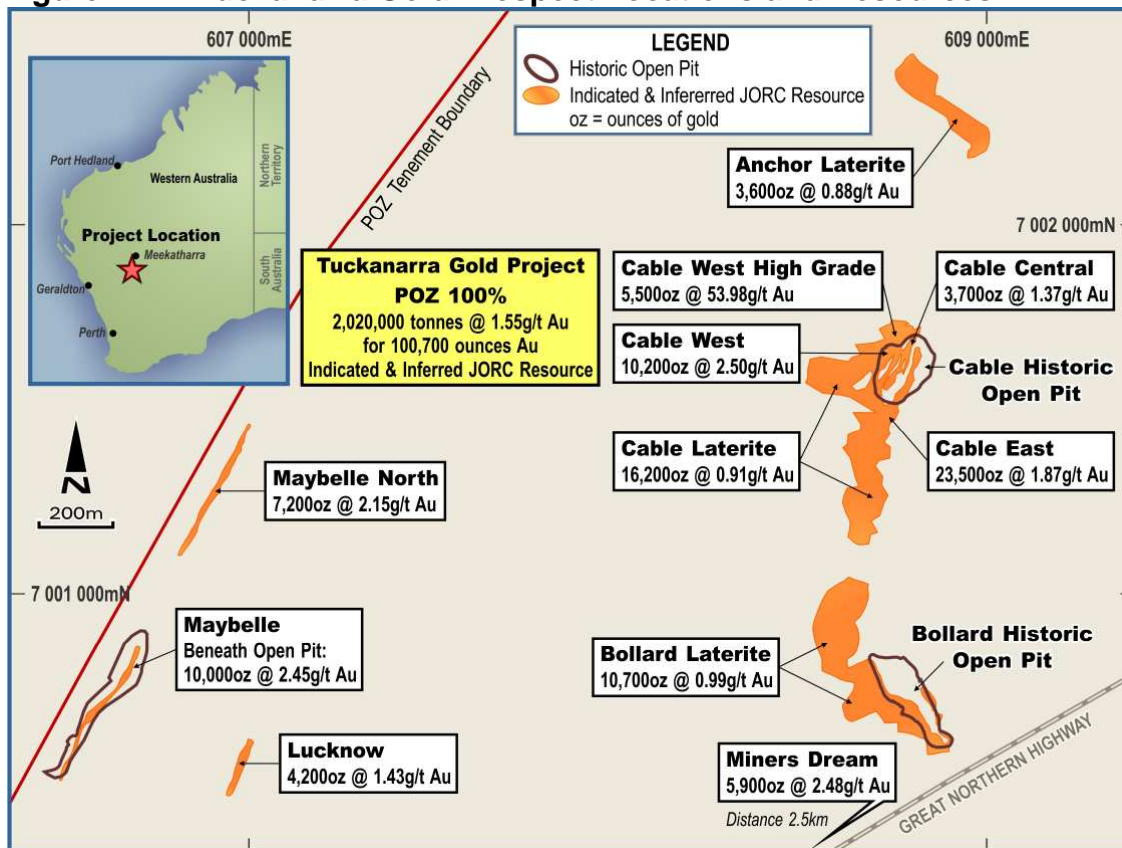 607 000mE
609 000mE
LEGEND
Historic Open Pit
Indicated & Infererred JORC Resource
oz = ounces of gold
POZ Tenement Boundary
Port Hedland
Western Australia
Northern
Territory
Project Location
Meekatharra
South
Australia
Geraldton
Perth
Anchor Laterite
3,600oz @ 0.88g/t Au
7 002 000mN
Tuckanarra Gold Project
POZ 100%
2,020,000 tonnes @ 1.55g/t Au
for 100,700 ounces Au
Indicated & Inferred JORC Resource
Cable West High Grade
5,500oz @ 53.98g/t Au
Cable Central
3,700oz @ 1.37g/t Au
Cable West
10,200oz @ 2.50g/t Au
Cable Historic
Open Pit
Cable Laterite
16,200oz @ 0.91g/t Au
Cable East
23,500oz @ 1.87g/t Au
N
200m
Maybelle North
7,200oz @ 2.15g/t Au
7 001 000mN
Maybelle
Beneath Open Pit:
10,000oz @ 2.45g/t Au
Bollard Historic
Open Pit
Bollard Laterite
10,700oz @ 0.99g/t Au
Lucknow
4,200oz @ 1.43g/t Au
Miners Dream
5,900oz @ 2.48g/t Au
Distance 2.5km
GREAT NORTHERN HIGHWAY